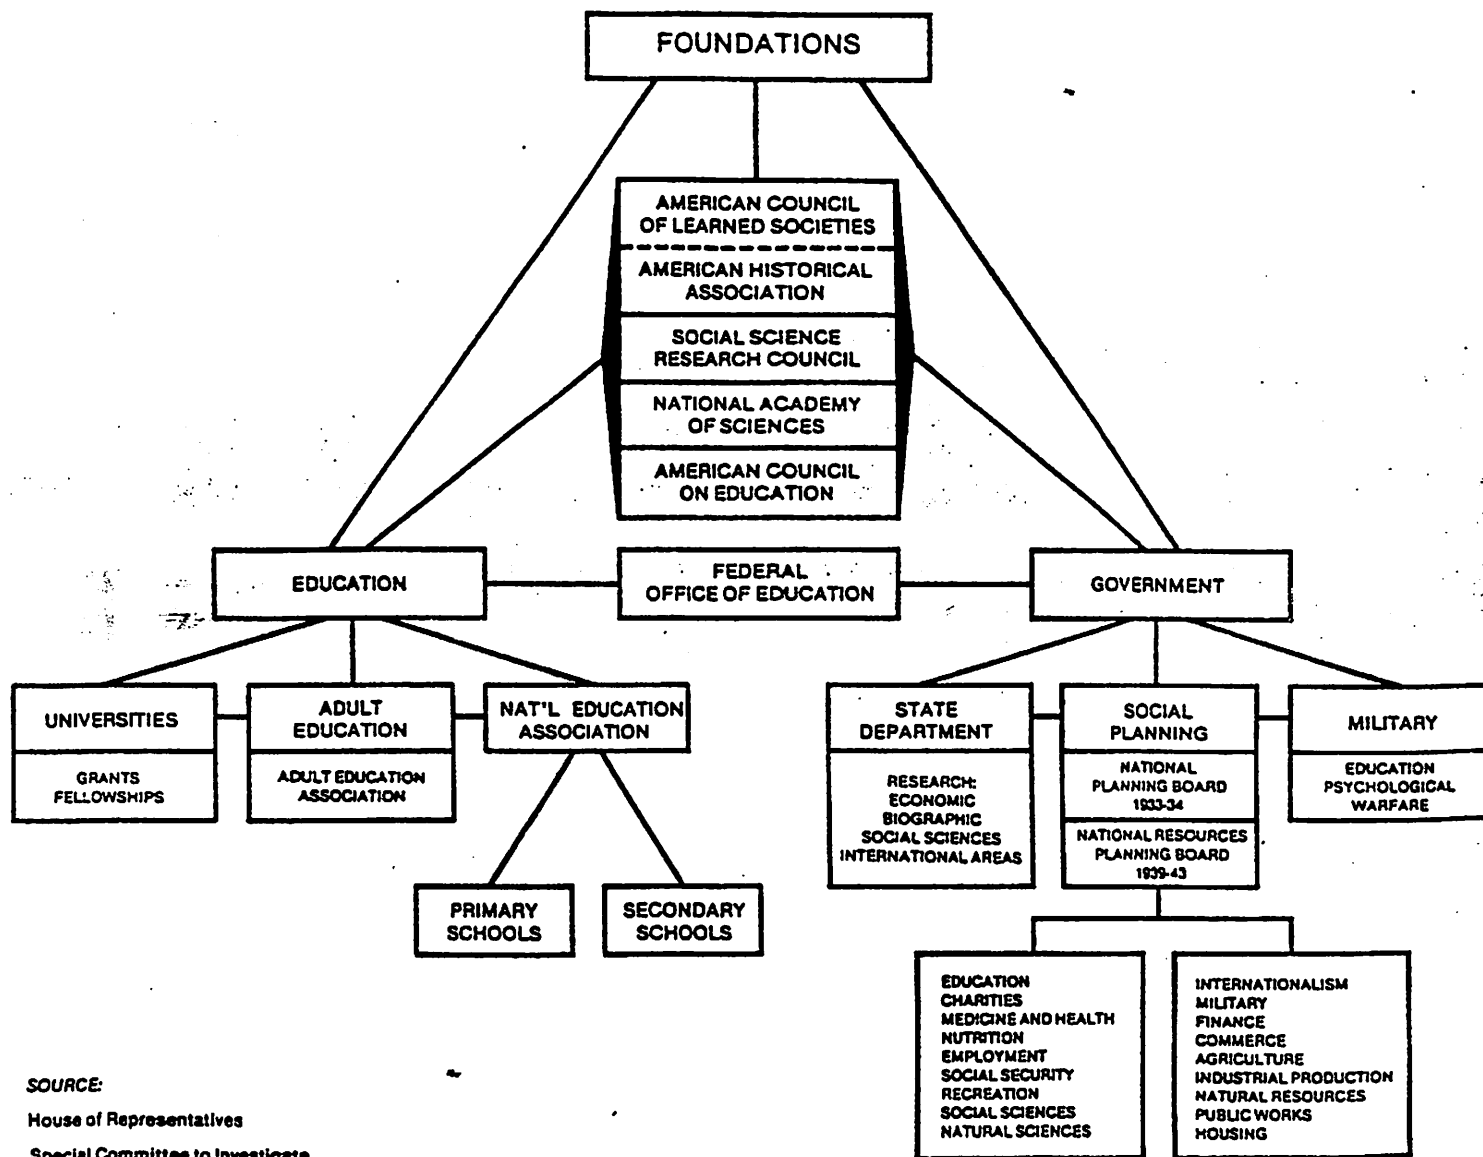 FOUNDATIONS
AMERICAN COUNCIL
OF LEARNED SOCIETIES
AMERICAN HISTORICAL
ASSOCIATION
SOCIAL SCIENCE
RESEARCH COUNCIL
NATIONAL ACADEMY
OF SCIENCES
AMERICAN COUNCIL
ON EDUCATION
EDUCATION
FEDERAL
OFFICE OF EDUCATION
GOVERNMENT
UNIVERSITIES
GRANTS
FELLOWSHIPS
ADULT
EDUCATION
ADULT EDUCATION
ASSOCIATION
NAT'L EDUCATION
ASSOCIATION
PRIMARY
SCHOOLS
SECONDARY
SCHOOLS
STATE
DEPARTMENT
RESEARCH:
ECONOMIC
BIOGRAPHIC
SOCIAL SCIENCES
INTERNATIONAL AREAS
SOCIAL
PLANNING
NATIONAL
PLANNING BOARD
1933-34
NATIONAL RESOURCES
PLANNING BOARD
1939-43
MILITARY
EDUCATION
PSYCHOLOGICAL
WARFARE
EDUCATION
CHARITIES
MEDICINE AND HEALTH
NUTRITION
EMPLOYMENT
SOCIAL SECURITY
RECREATION
SOCIAL SCIENCES
NATURAL SCIENCES
INTERNATIONALISM
MILITARY
FINANCE
COMMERCE
AGRICULTURE
INDUSTRIAL PRODUCTION
NATURAL RESOURCES
PUBLIC WORKS
HOUSING
SOURCE:
House of Representatives
Special Committee to Investigate